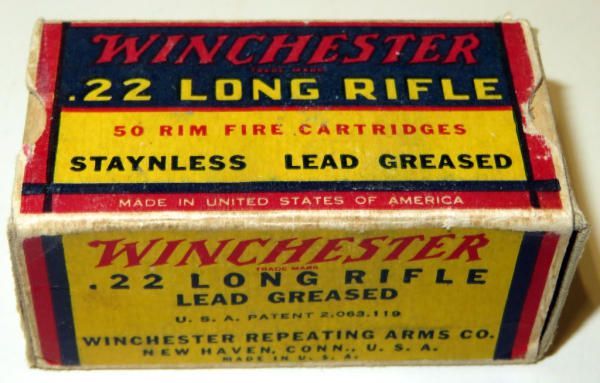 WINCHESTER
TRADE MARK
.22 LONG RIFLE
50 RIM FIRE CARTRIDGES
STAYNLESS LEAD GREASED
MADE IN UNITED STATES OF AMERICA
WINCHESTER
TRADE MARK
.22 LONG RIFLE
LEAD GREASED
U. S. A. PATENT 2,063,119
WINCHESTER REPEATING ARMS CO.
NEW HAVEN, CONN., U. S. A.
MADE IN U. S. A.